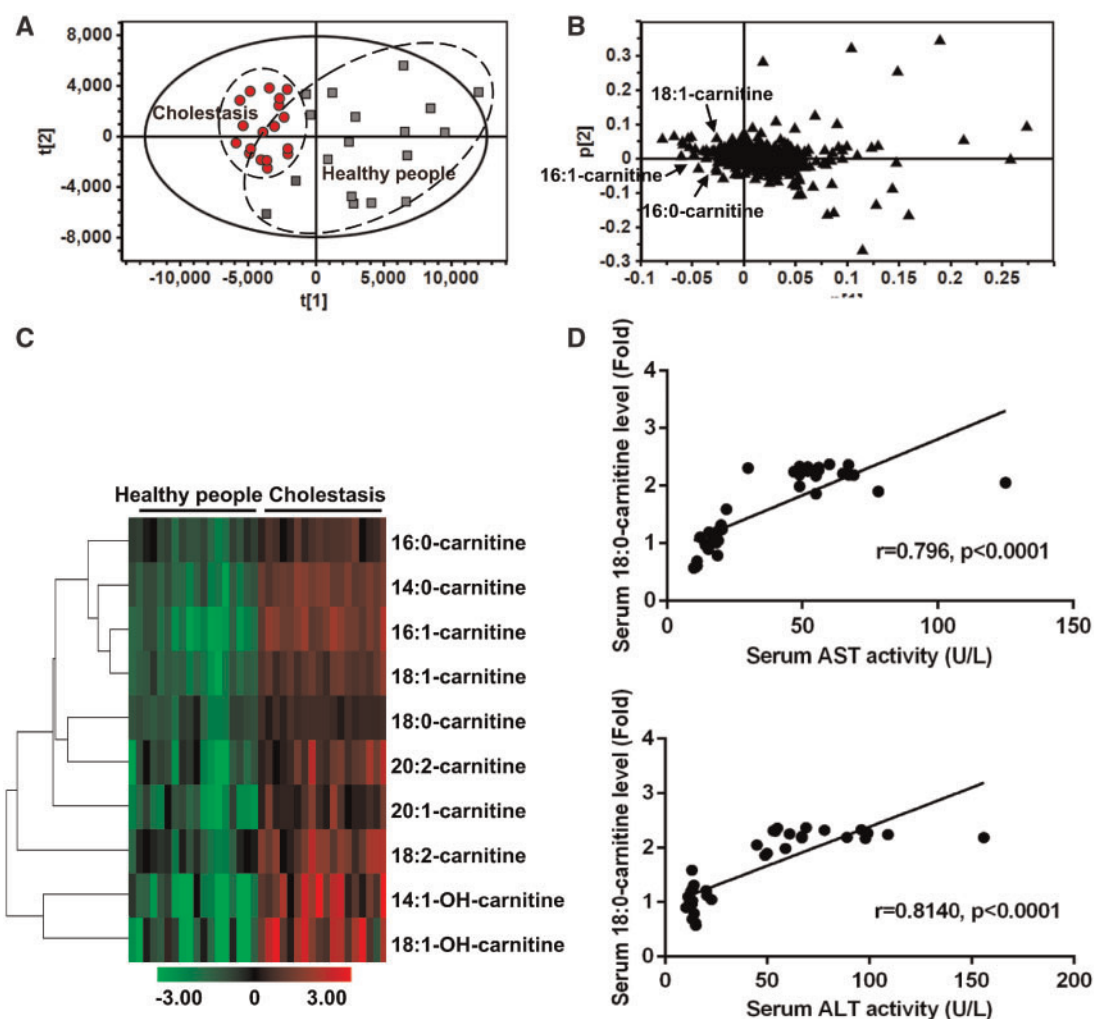 A
8,000
4,000
0
-4,000
-8,000
t[2]
-10,000 -5,000 0 5,000 10,000
t[1]
Cholestasis
Healthy people
B
0.3
0.2
0.1
0
-0.1
-0.2
-0.3
p[2]
-0.1 -0.05 0 0.05 0.1 0.15 0.2 0.25
18:1-carnitine
16:1-carnitine
16:0-carnitine
C
Healthy people Cholestasis
16:0-carnitine
14:0-carnitine
16:1-carnitine
18:1-carnitine
18:0-carnitine
20:2-carnitine
20:1-carnitine
18:2-carnitine
14:1-OH-carnitine
18:1-OH-carnitine
-3.00 0 3.00
D
Serum 18:0-carnitine level (Fold)
4
3
2
1
0
r=0.796, p<0.0001
0 50 100 150
Serum AST activity (U/L)
Serum 18:0-carnitine level (Fold)
4
3
2
1
0
r=0.8140, p<0.0001
0 50 100 150 200
Serum ALT activity (U/L)